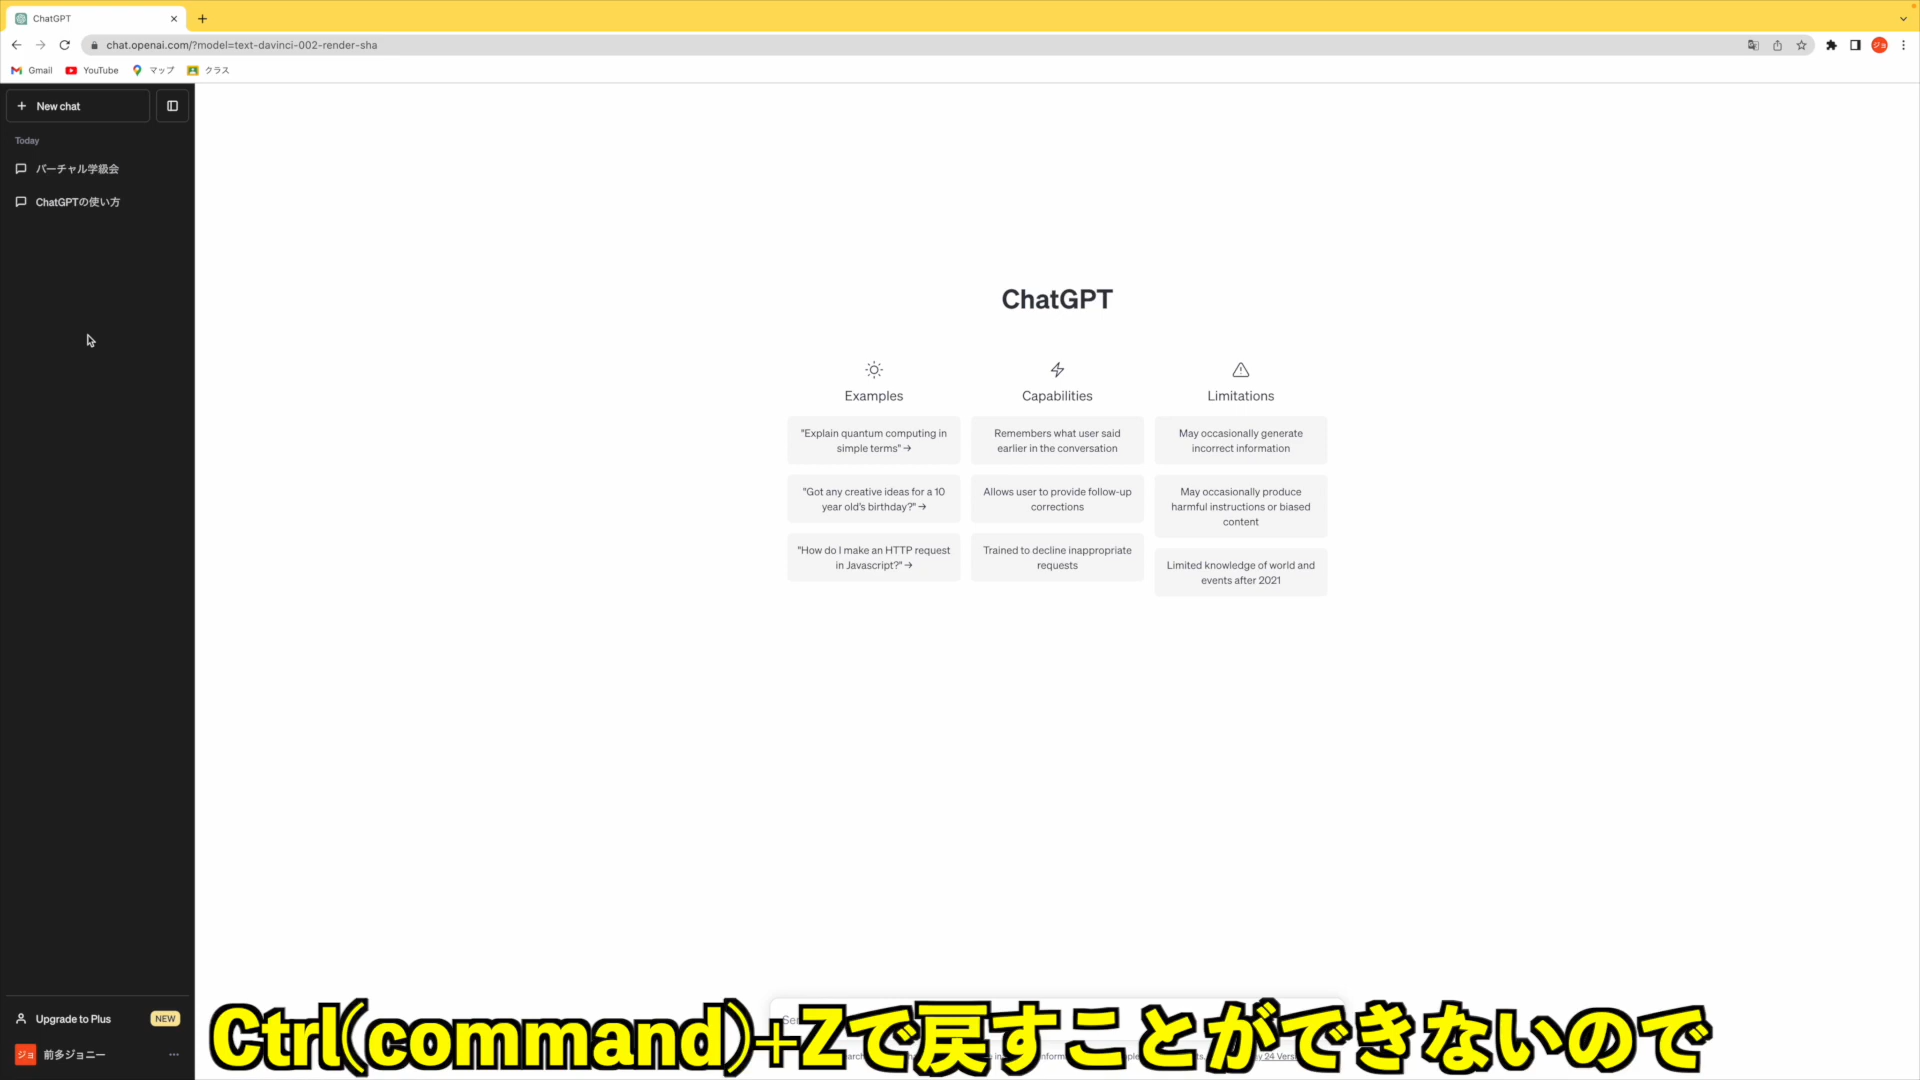 ChatGPT
chat.openai.com/?model=text-davinci-002-render-sha
ジョ
Gmail
YouTube
マップ
クラス
New chat
Today
バーチャル学級会
ChatGPTの使い方
ChatGPT
Examples
"Explain quantum computing in
simple terms" →
"Got any creative ideas for a 10
year old's birthday?" →
"How do I make an HTTP request
in Javascript?" →
Capabilities
Remembers what user said
earlier in the conversation
Allows user to provide follow-up
corrections
Trained to decline inappropriate
requests
Limitations
May occasionally generate
incorrect information
May occasionally produce
harmful instructions or biased
content
Limited knowledge of world and
events after 2021
Upgrade to Plus
NEW
ジョ
前多ジョニー
Ctrl(command)+Zで戻すことができないので